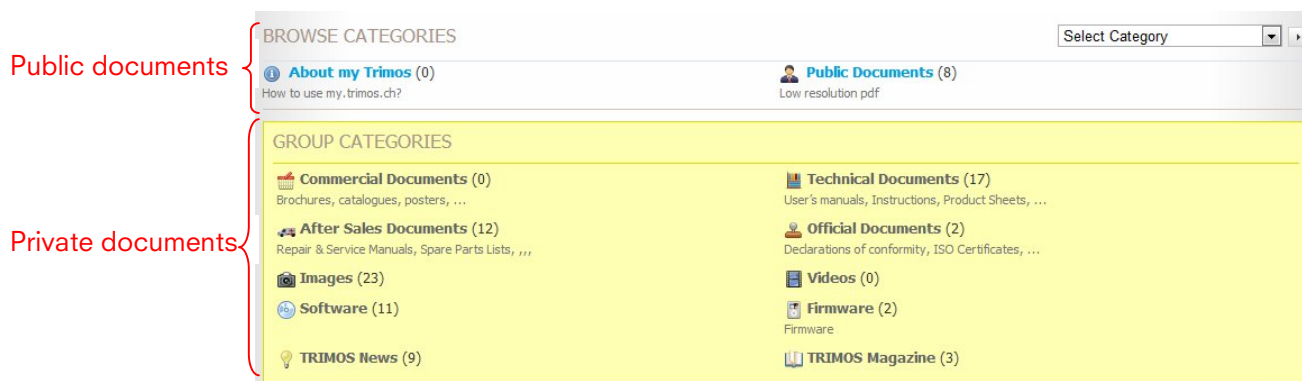 Public documents
BROWSE CATEGORIES
Select Category
About my Trimos (0)
How to use my.trimos.ch?
Public Documents (8)
Low resolution pdf
Private documents
GROUP CATEGORIES
Commercial Documents (0)
Brochures, catalogues, posters, ...
Technical Documents (17)
User's manuals, Instructions, Product Sheets, ...
After Sales Documents (12)
Repair & Service Manuals, Spare Parts Lists, ,,,
Official Documents (2)
Declarations of conformity, ISO Certificates, ...
Images (23)
Videos (0)
Software (11)
Firmware (2)
Firmware
TRIMOS News (9)
TRIMOS Magazine (3)